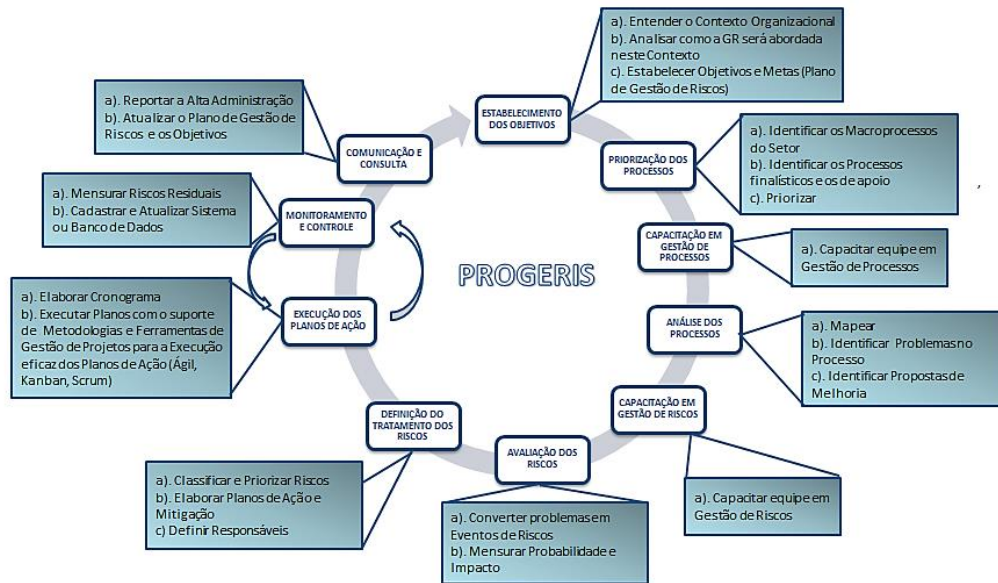 a). Entender o Contexto Organizacional
b). Analisar como a GR será abordada
neste Contexto
c). Estabelecer Objetivos e Metas (Plano
de Gestão de Riscos)
ESTABELECIMENTO
DOS OBJETIVOS
a). Identificar os Macroprocessos
do Setor
b). Identificar os Processos
finalísticos e os de apoio
c). Priorizar
PRIORIZAÇÃO DOS
PROCESSOS
a). Capacitar equipe em
Gestão de Processos
CAPACITAÇÃO EM
GESTÃO DE
PROCESSOS
a). Mapear
b). Identificar Problemas no
Processo
c). Identificar Propostas de
Melhoria
ANÁLISE DOS
PROCESSOS
CAPACITAÇÃO EM
GESTÃO DE RISCOS
a). Capacitar equipe em
Gestão de Riscos
AVALIAÇÃO DOS
RISCOS
a). Converter problemas em
Eventos de Riscos
b). Mensurar Probabilidade e
Impacto
DEFINIÇÃO DO
TRATAMENTO DOS
RISCOS
a). Classificar e Priorizar Riscos
b). Elaborar Planos de Ação e
Mitigação
c) Definir Responsáveis
EXECUÇÃO DOS
PLANOS DE AÇÃO
a). Elaborar Cronograma
b). Executar Planos com o suporte
de Metodologias e Ferramentas de
Gestão de Projetos para a Execução
eficaz dos Planos de Ação (Ágil,
Kanban, Scrum)
MONITORAMENTO
E CONTROLE
a). Mensurar Riscos Residuais
b). Cadastrar e Atualizar Sistema
ou Banco de Dados
COMUNICAÇÃO E
CONSULTA
a). Reportar a Alta Administração
b). Atualizar o Plano de Gestão de
Riscos e os Objetivos
PROGERIS
,